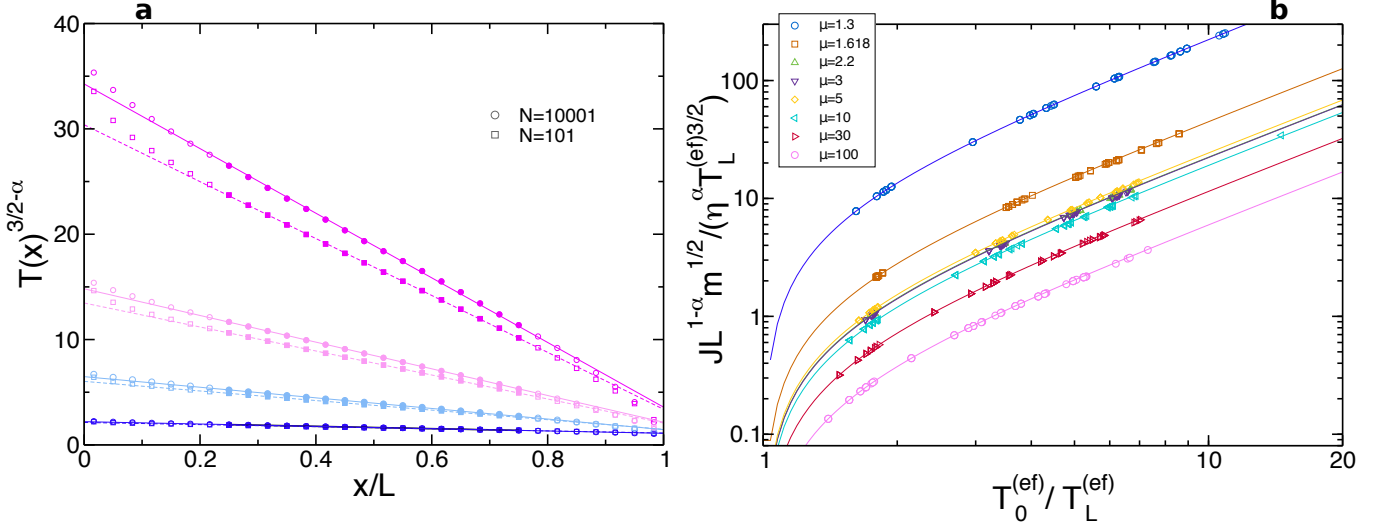 a
40
30
20
10
0
T(x)^3/2-α
N=10001
N=101
0 0.2 0.4 0.6 0.8 1
x/L
b
μ=1.3
μ=1.618
μ=2.2
μ=3
μ=5
μ=10
μ=30
μ=100
100
10
1
0.1
JL^1-α m^1/2/(η^α T_L^(ef)3/2)
1 10 20
T_0^(ef)/ T_L^(ef)